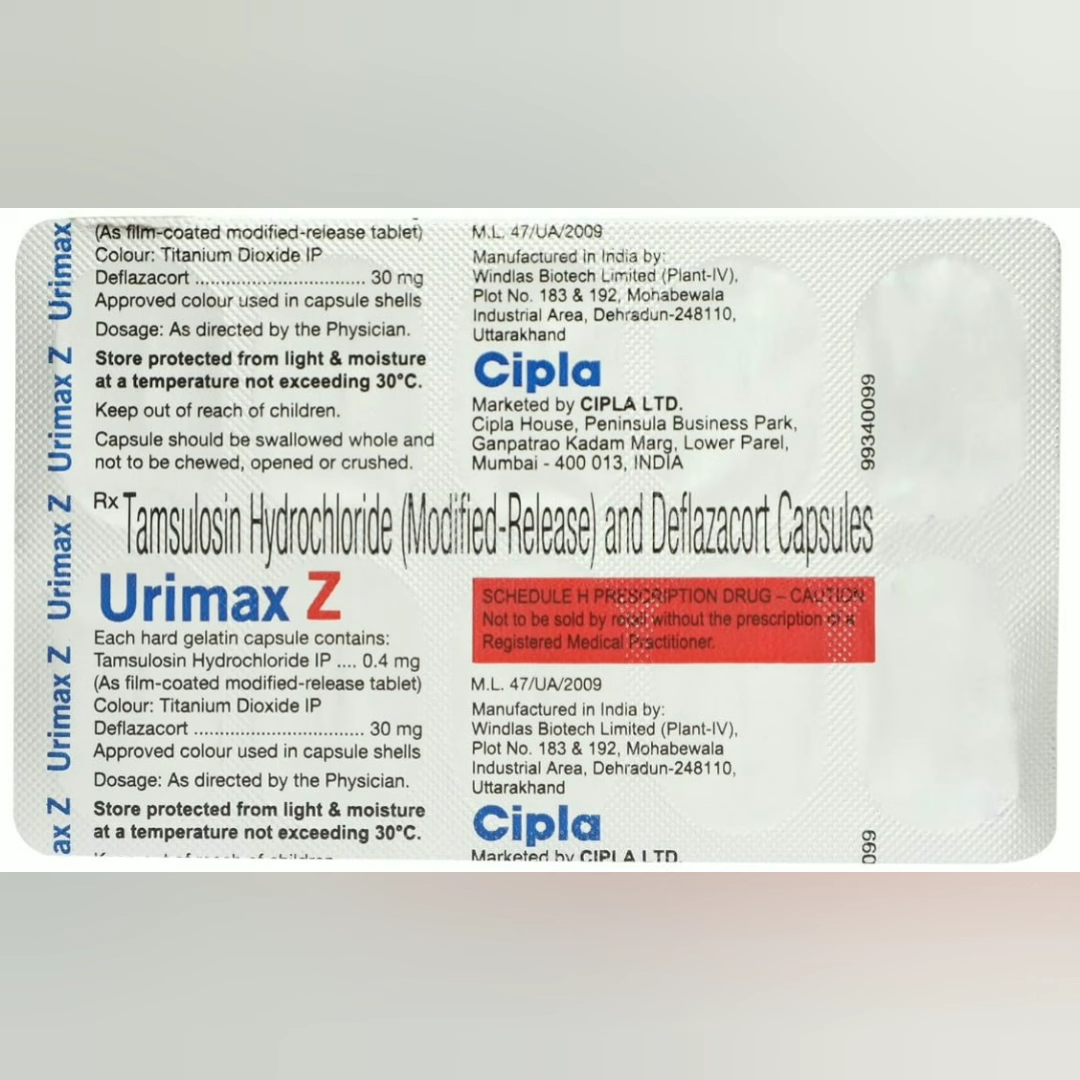 Urimax Z Urimax Z Urimax Z Urimax
(As film-coated modified-release tablet)
Colour: Titanium Dioxide IP
Deflazacort ................................ 30 mg
Approved colour used in capsule shells
Dosage: As directed by the Physician.
Store protected from light & moisture
at a temperature not exceeding 30°C.
Keep out of reach of children.
Capsule should be swallowed whole and
not to be chewed, opened or crushed.
M.L. 47/UA/2009
Manufactured in India by:
Windlas Biotech Limited (Plant-IV),
Plot No. 183 & 192, Mohabewala
Industrial Area, Dehradun-248110,
Uttarakhand
Cipla
Marketed by CIPLA LTD.
Cipla House, Peninsula Business Park,
Ganpatrao Kadam Marg, Lower Parel,
Mumbai - 400 013, INDIA
Rx Tamsulosin Hydrochloride (Modified-Release) and Deflazacort Capsules
Urimax Z
Each hard gelatin capsule contains:
Tamsulosin Hydrochloride IP .... 0.4 mg
(As film-coated modified-release tablet)
Colour: Titanium Dioxide IP
Deflazacort ................................ 30 mg
Approved colour used in capsule shells
Dosage: As directed by the Physician.
Store protected from light & moisture
at a temperature not exceeding 30°C.
Keep out of reach of children.
SCHEDULE H PRESCRIPTION DRUG – CAUTION
Not to be sold by retail without the prescription of a
Registered Medical Practitioner.
M.L. 47/UA/2009
Manufactured in India by:
Windlas Biotech Limited (Plant-IV),
Plot No. 183 & 192, Mohabewala
Industrial Area, Dehradun-248110,
Uttarakhand
Cipla
Marketed by CIPLA LTD.